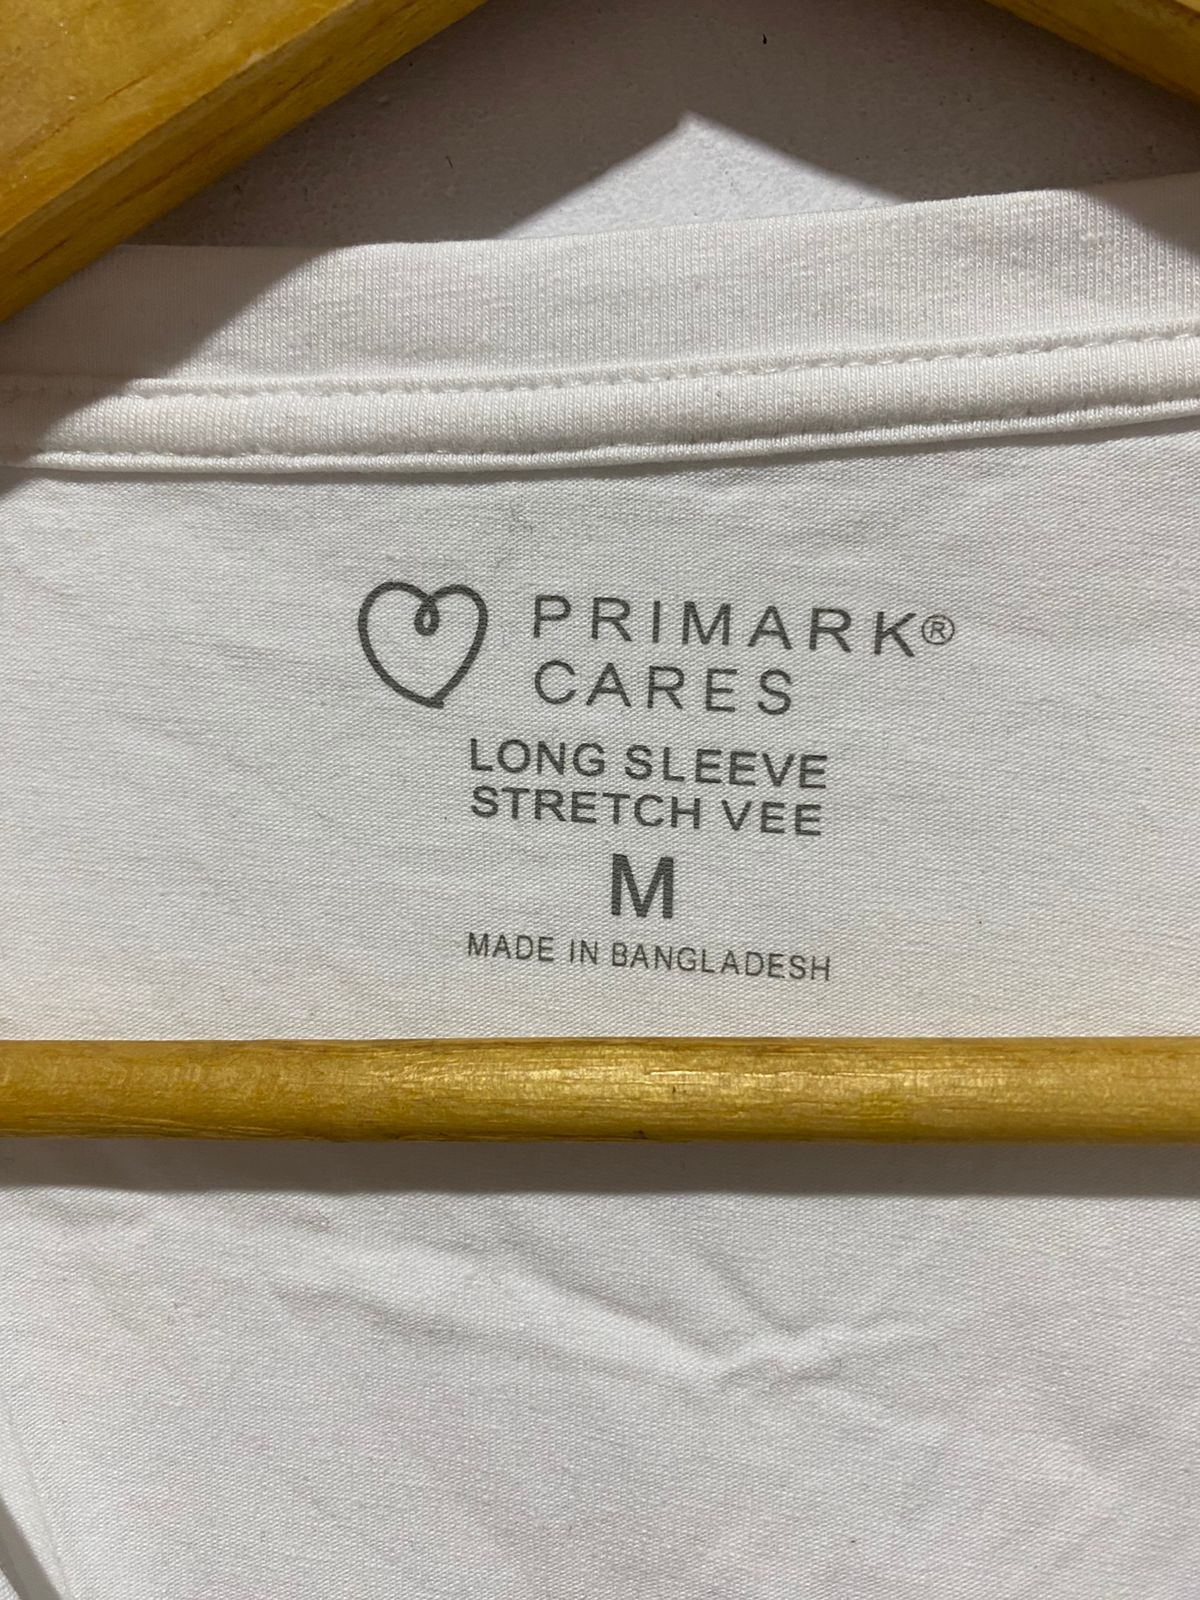 PRIMARK®
CARES
LONG SLEEVE
STRETCH VEE
M
MADE IN BANGLADESH